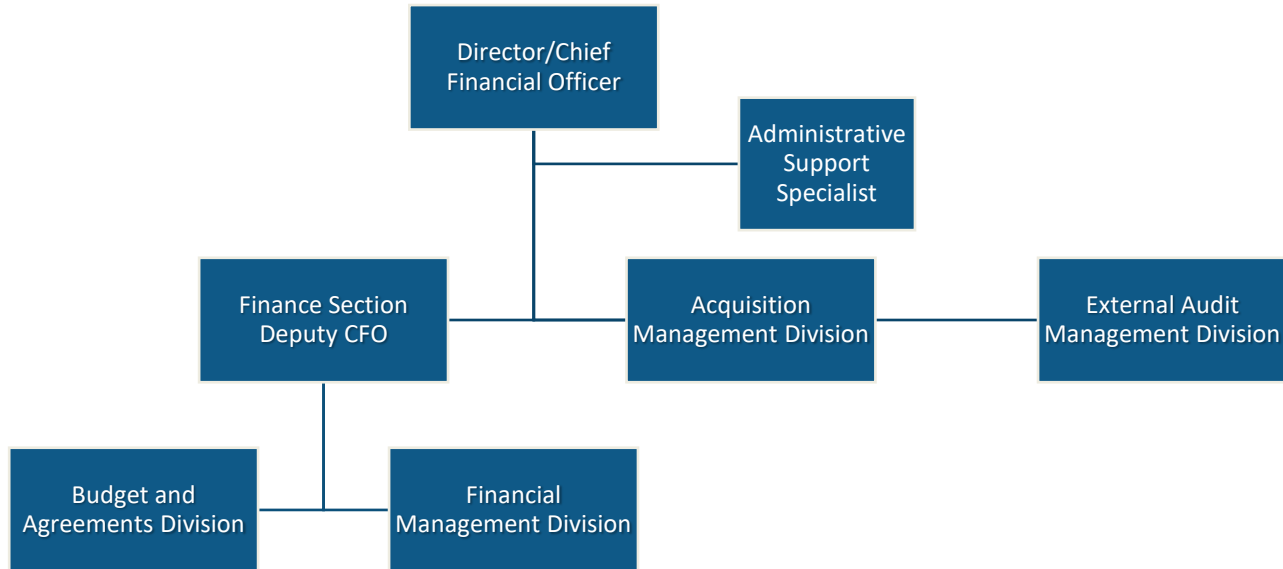 Director/Chief
Financial Officer
Administrative
Support
Specialist
Finance Section
Deputy CFO
Acquisition
Management Division
External Audit
Management Division
Budget and
Agreements Division
Financial
Management Division